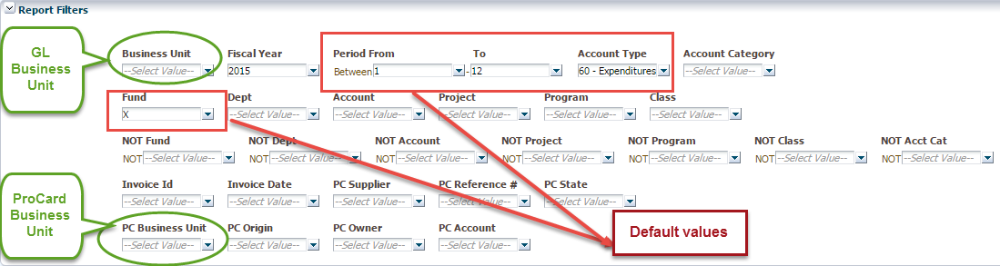 Report Filters
GL
Business
Unit
Business Unit Fiscal Year Period From To Account Type Account Category
--Select Value-- 2015 Between 1 - 12 60 - Expenditures --Select Value--
Fund Dept Account Project Program Class
X --Select Value-- --Select Value-- --Select Value-- --Select Value-- --Select Value--
NOT Fund NOT Dept NOT Account NOT Project NOT Program NOT Class NOT Acct Cat
NOT --Select Value-- NOT --Select Value-- NOT --Select Value-- NOT --Select Value-- NOT --Select Value-- NOT --Select Value-- NOT --Select Value--
ProCard
Business
Unit
Invoice Id Invoice Date PC Supplier PC Reference # PC State
--Select Value-- --Select Value-- --Select Value-- --Select Value-- --Select Value--
PC Business Unit PC Origin PC Owner PC Account
--Select Value-- --Select Value-- --Select Value-- --Select Value--
Default values